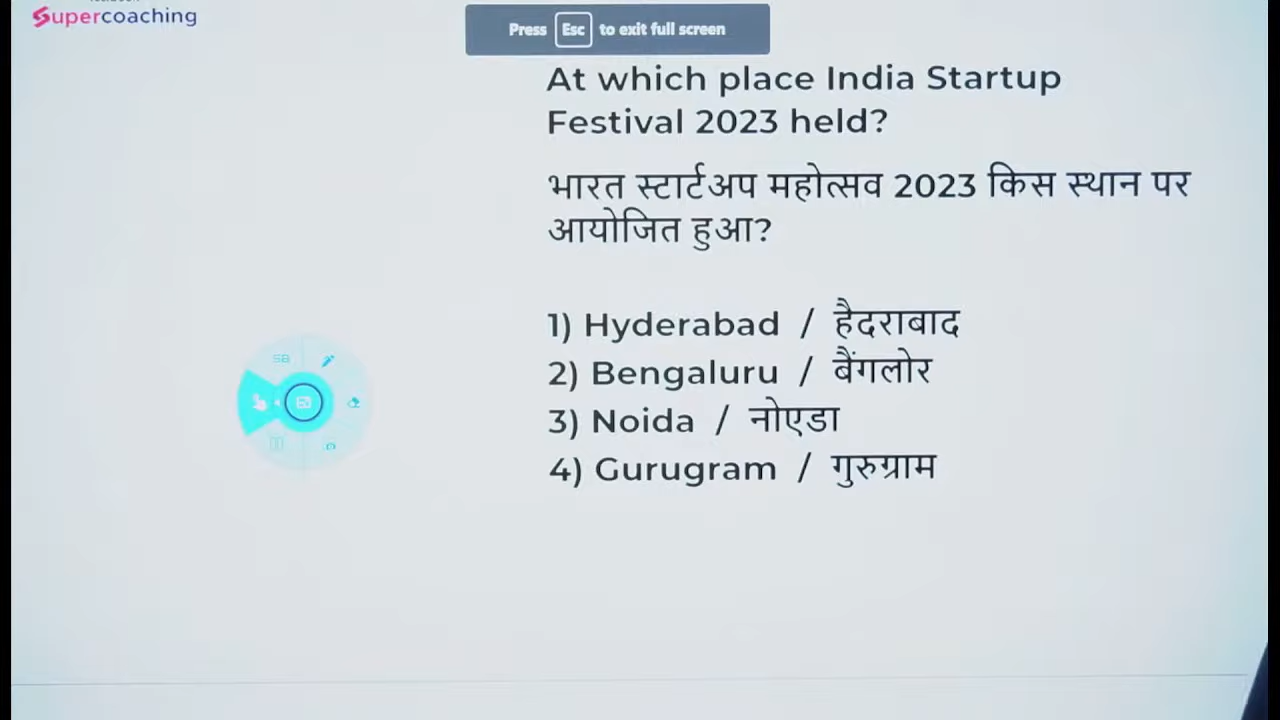 Supercoaching
Press Esc to exit full screen
At which place India Startup
Festival 2023 held?
भारत स्टार्टअप महोत्सव 2023 किस स्थान पर
आयोजित हुआ?
1) Hyderabad / हैदराबाद
2) Bengaluru / बैंगलोर
3) Noida / नोएडा
4) Gurugram / गुरुग्राम